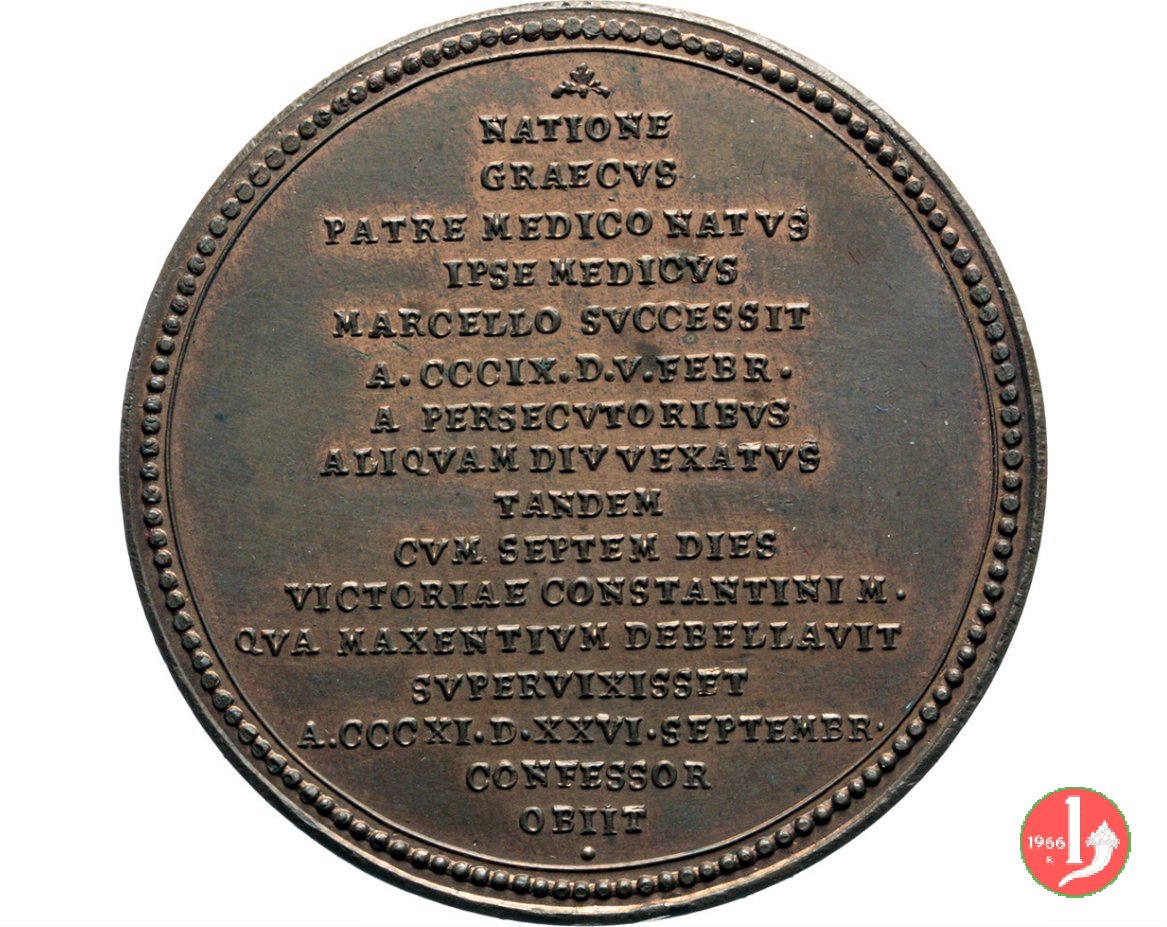 NATIONE
GRAECVS
PATRE MEDICO NATVS
IPSE MEDICVS
MARCELLO SVCCESSIT
A.CCCIX.D.V.FEBR.
A PERSECVTORIBVS
ALIQVAM DIV VEXATVS
TANDEM
CVM SEPTEM DIES
VICTORIAE CONSTANTINI M.
QVA MAXENTIVM DEBELLAVIT
SVPERVIXISSET
A.CCCXI.D.XXVI.SEPTEMBR.
CONFESSOR
OBIIT
1966
R.